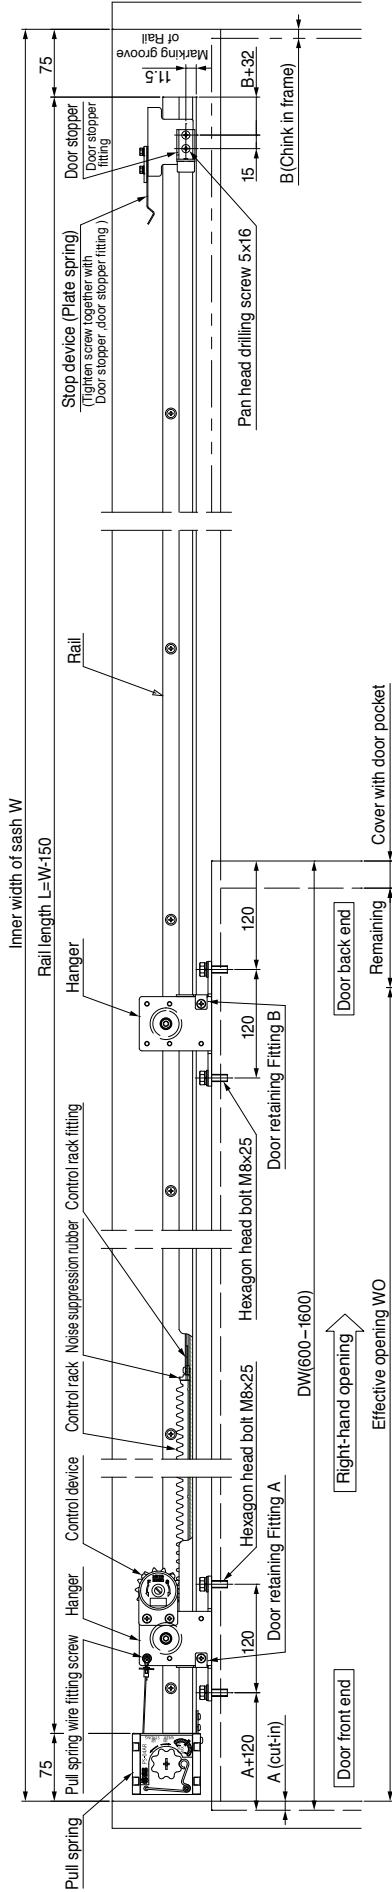 Inner width of sash W
75
Rail length L=W-150
75
Pull spring
Pull spring wire fitting screw
Hanger
Control device
Control rack
Noise suppression rubber
Control rack fitting
Hanger
Rail
Stop device (Plate spring)
(Tighten screw together with
Door stopper ,door stopper fitting)
Door stopper
Door stopper
fitting
Marking groove
of Rail
11.5
A+120
120
120
120
15
B+32
A (cut-in)
Door retaining Fitting A
Hexagon head bolt M8x25
Hexagon head bolt M8x25
Door retaining Fitting B
Pan head drilling screw 5x16
B(Chink in frame)
DW(600–1600)
Door front end
Right-hand opening
Door back end
Effective opening WO
Remaining
Cover with door pocket